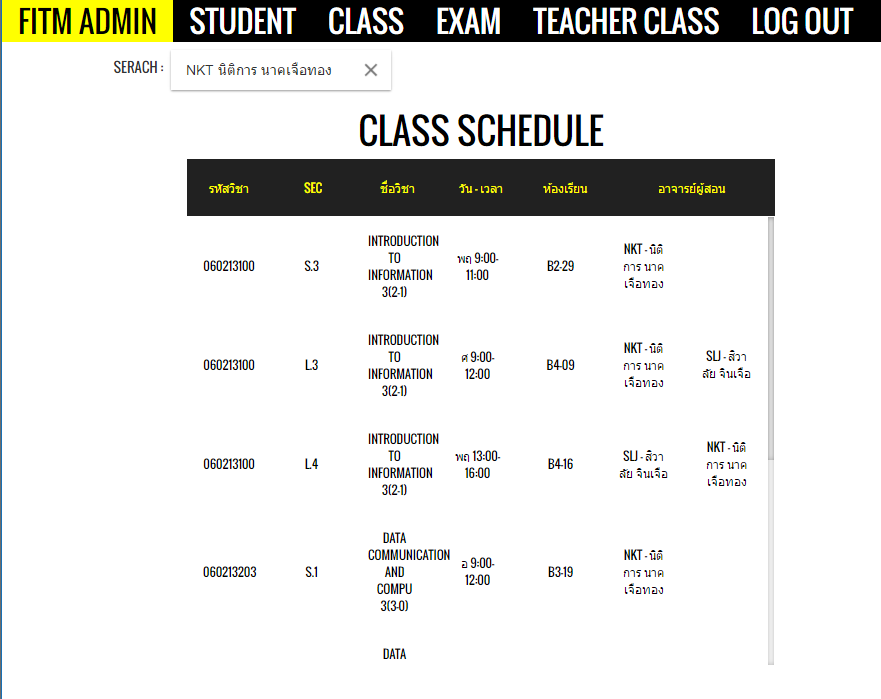 FITM ADMIN STUDENT CLASS EXAM TEACHER CLASS LOG OUT
SERACH : NKT นิติการ นาคเจือทอง
CLASS SCHEDULE
รหัสวิชา SEC ชื่อวิชา วัน - เวลา ห้องเรียน อาจารย์ผู้สอน
060213100
S.3
INTRODUCTION
TO
INFORMATION
3(2-1)
พฤ 9:00-
11:00
B2-29
NKT - นิติ
การ นาค
เจือทอง
060213100
L.3
INTRODUCTION
TO
INFORMATION
3(2-1)
ศ 9:00-
12:00
B4-09
NKT - นิติ
การ นาค
เจือทอง
SLJ - สิวา
ลัย จินเจือ
060213100
L.4
INTRODUCTION
TO
INFORMATION
3(2-1)
พฤ 13:00-
16:00
B4-16
SLJ - สิวา
ลัย จินเจือ
NKT - นิติ
การ นาค
เจือทอง
060213203
S.1
DATA
COMMUNICATION
AND
COMPU
3(3-0)
อ 9:00-
12:00
B3-19
NKT - นิติ
การ นาค
เจือทอง
DATA